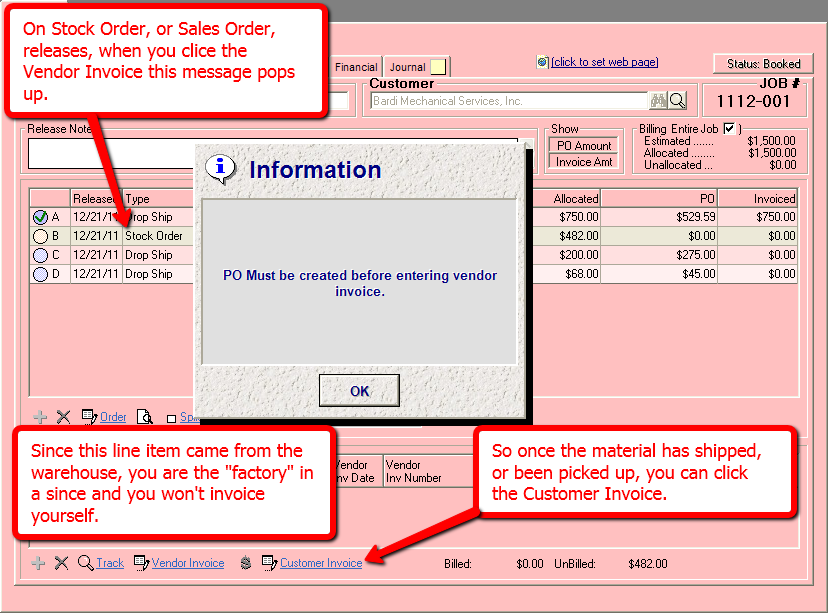 On Stock Order, or Sales Order,
releases, when you clice the
Vendor Invoice this message pops
up.
Financial
Journal
[click to set web page]
Status: Booked
Customer
Bardi Mechanical Services, Inc.
JOB #
1112-001
Release Note
Show
PO Amount
Invoice Amt
Billing Entire Job )
Estimated ....... $1,500.00
Allocated ........ $1,500.00
Unallocated ... $0.00
Information
PO Must be created before entering vendor
invoice.
OK
Released Type Allocated PO Invoiced
A 12/21/11 Drop Ship $750.00 $529.59 $750.00
B 12/21/11 Stock Order $482.00 $0.00 $0.00
C 12/21/11 Drop Ship $200.00 $275.00 $0.00
D 12/21/11 Drop Ship $68.00 $45.00 $0.00
Order
Since this line item came from the
warehouse, you are the "factory" in
a since and you won't invoice
yourself.
Vendor
Inv Date
Vendor
Inv Number
So once the material has shipped,
or been picked up, you can click
the Customer Invoice.
Track Vendor Invoice Customer Invoice Billed: $0.00 UnBilled: $482.00